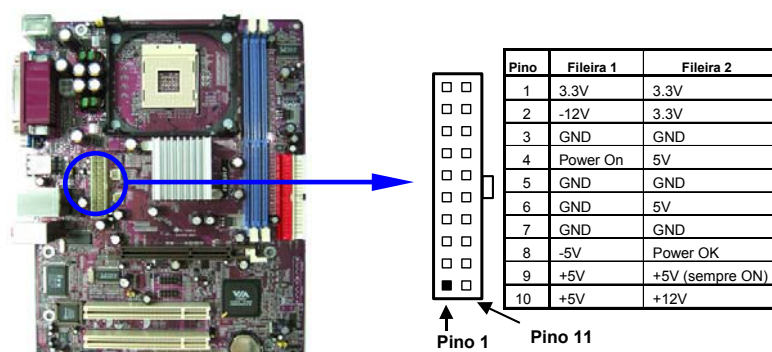 Pino Fileira 1 Fileira 2
1 3.3V 3.3V
2 -12V 3.3V
3 GND GND
4 Power On 5V
5 GND GND
6 GND 5V
7 GND GND
8 -5V Power OK
9 +5V +5V (sempre ON)
10 +5V +12V
Pino 1 Pino 11
VIA